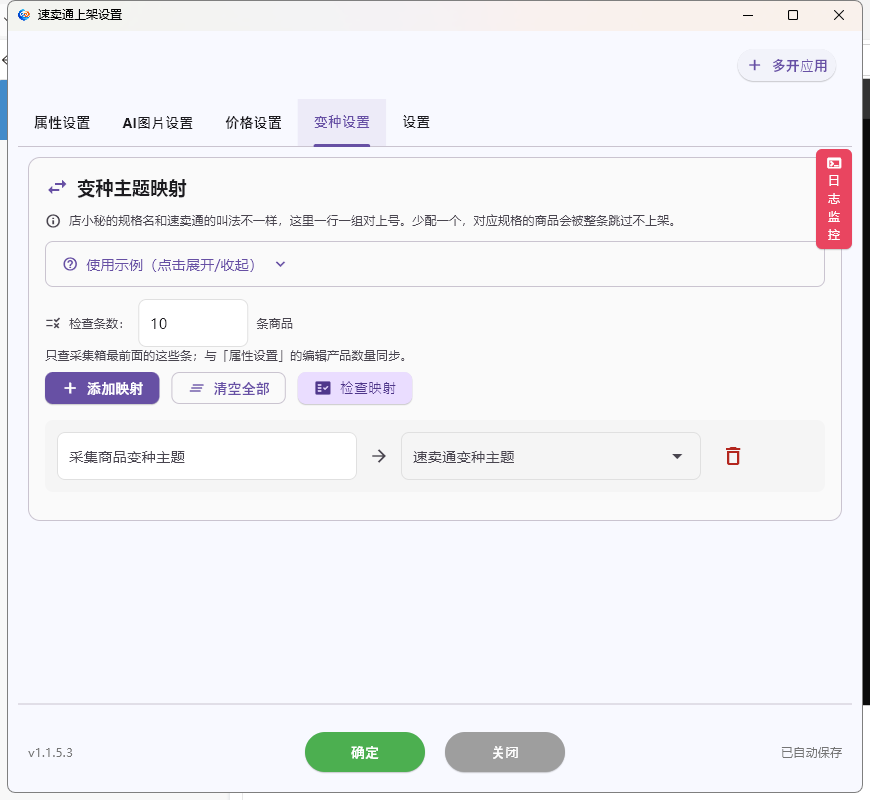 速卖通上架设置
多开应用
属性设置 AI图片设置 价格设置 变种设置 设置
日志监控
变种主题映射
店小秘的规格名和速卖通的叫法不一样，这里一行一组对上号。少配一个，对应规格的商品会被整条跳过不上架。
使用示例（点击展开/收起）
检查条数： 10 条商品
只查采集箱最前面的这些条；与「属性设置」的编辑产品数量同步。
添加映射 清空全部 检查映射
采集商品变种主题 速卖通变种主题
v1.1.5.3 确定 关闭 已自动保存